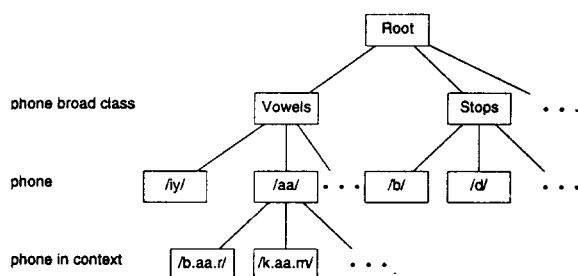 Root
phone broad class Vowels Stops . . .
phone /iy/ /aa/ . . . /b/ /d/ . . .
phone in context /b.aa.r/ /k.aa.m/ . . .